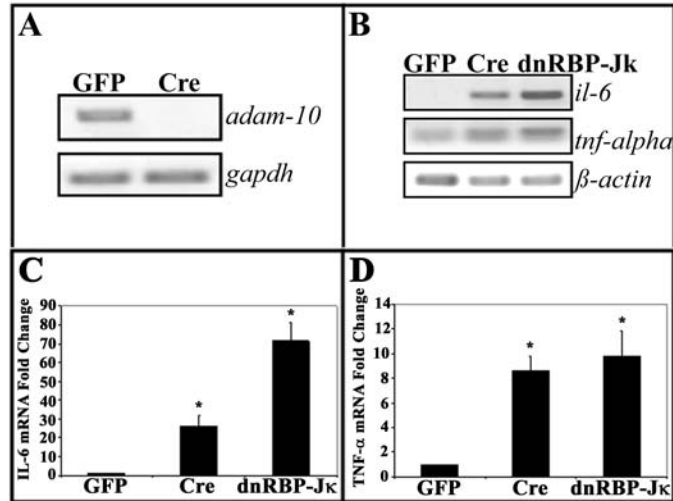 A
GFP Cre
adam-10
gapdh
B
GFP Cre dnRBP-Jk
il-6
tnf-alpha
ß-actin
C
IL-6 mRNA Fold Change
90
80
70
60
50
40
30
20
10
0
*
*
GFP Cre dnRBP-Jκ
D
TNF-α mRNA Fold Change
14
12
10
8
6
4
2
0
*
*
GFP Cre dnRBP-Jκ